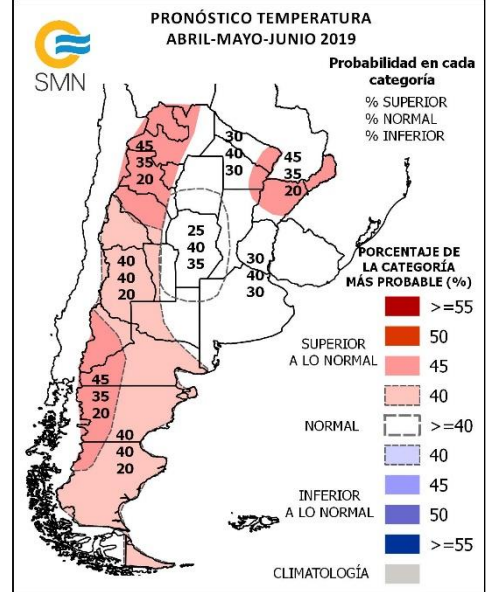 PRONÓSTICO TEMPERATURA
ABRIL-MAYO-JUNIO 2019
SMN
Probabilidad en cada
categoría
% SUPERIOR
% NORMAL
% INFERIOR
45
35
20
30
40
30
45
35
20
25
40
35
40
40
20
30
40
30
45
35
20
40
40
20
PORCENTAJE DE
LA CATEGORÍA
MÁS PROBABLE (%)
>=55
50
SUPERIOR
A LO NORMAL
45
40
NORMAL
>=40
40
45
INFERIOR
A LO NORMAL
50
>=55
CLIMATOLOGÍA